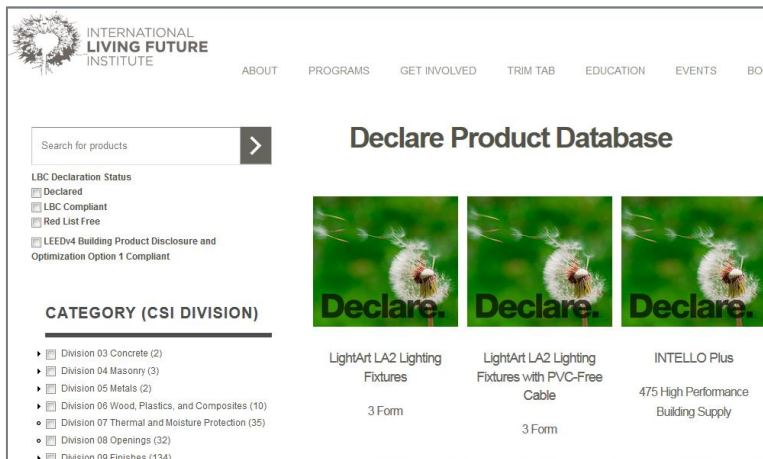 INTERNATIONAL
LIVING FUTURE
INSTITUTE
ABOUT PROGRAMS GET INVOLVED TRIM TAB EDUCATION EVENTS BO
Search for products
LBC Declaration Status
Declared
LBC Compliant
Red List Free
LEEDv4 Building Product Disclosure and
Optimization Option 1 Compliant
CATEGORY (CSI DIVISION)
Division 03 Concrete (2)
Division 04 Masonry (3)
Division 05 Metals (2)
Division 06 Wood, Plastics, and Composites (10)
Division 07 Thermal and Moisture Protection (35)
Division 08 Openings (32)
Division 09 Finishes (134)
Declare Product Database
Declare.
Declare.
Declare.
LightArt LA2 Lighting
Fixtures
3 Form
LightArt LA2 Lighting
Fixtures with PVC-Free
Cable
3 Form
INTELLO Plus
475 High Performance
Building Supply